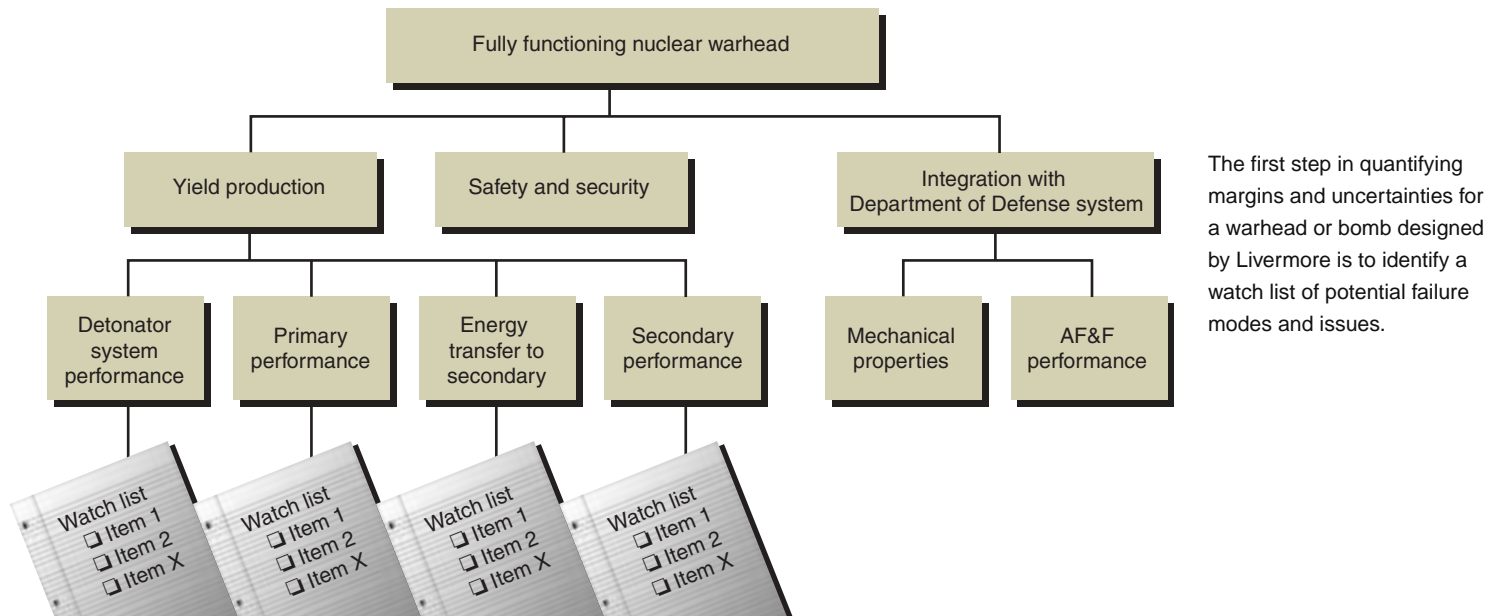 Fully functioning nuclear warhead
Yield production
Safety and security
Integration with
Department of Defense system
Detonator
system
performance
Primary
performance
Energy
transfer to
secondary
Secondary
performance
Mechanical
properties
AF&F
performance
Watch list
❏ Item 1
❏ Item 2
❏ Item X
Watch list
❏ Item 1
❏ Item 2
❏ Item X
Watch list
❏ Item 1
❏ Item 2
❏ Item X
Watch list
❏ Item 1
❏ Item 2
❏ Item X
The first step in quantifying
margins and uncertainties for
a warhead or bomb designed
by Livermore is to identify a
watch list of potential failure
modes and issues.